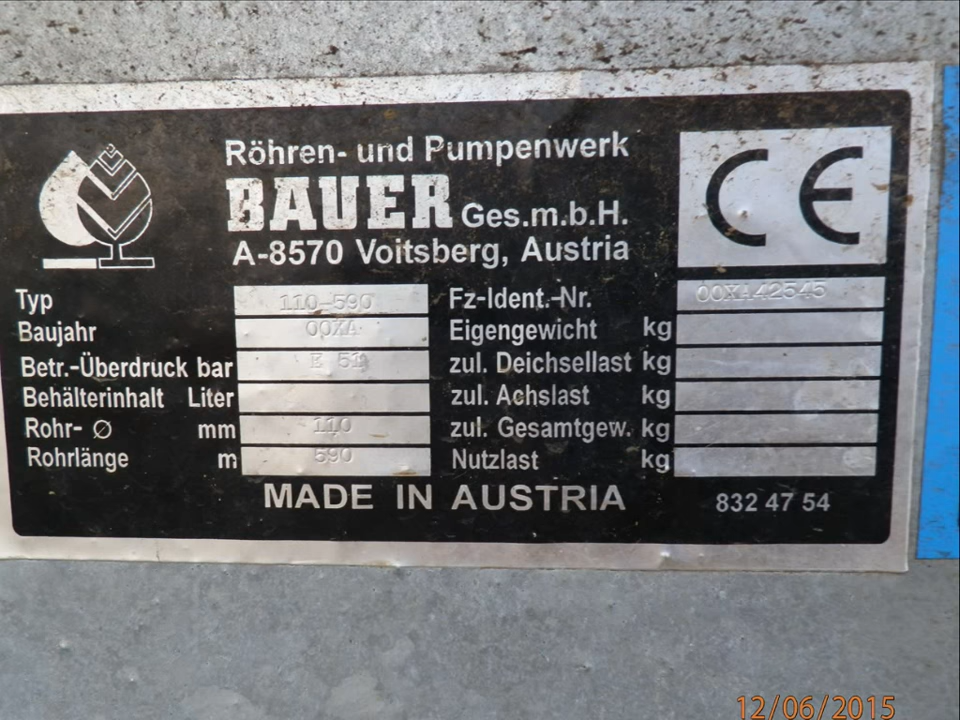 Röhren- und Pumpenwerk
BAUER Ges.m.b.H.
A-8570 Voitsberg, Austria
CE
Typ 110-590
Baujahr 00XA
Betr.-Überdruck bar E 51
Behälterinhalt Liter
Rohr- ∅ mm 110
Rohrlänge m 590
Fz-Ident.-Nr. 00XA42545
Eigengewicht kg
zul. Deichsellast kg
zul. Achslast kg
zul. Gesamtgew. kg
Nutzlast kg
MADE IN AUSTRIA
832 47 54
12/06/2015